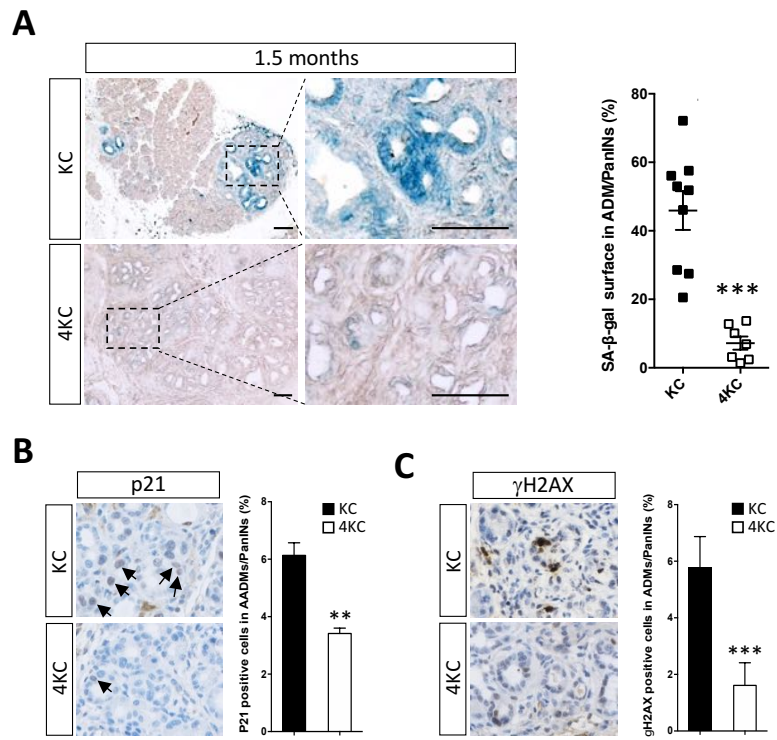 A
1.5 months
KC
4KC
SA-β-gal surface in ADM/PanINs (%)
80
60
40
20
0
***
KC
4KC
B
p21
KC
4KC
P21 positive cells in AADMs/PanINs (%)
8
6
4
2
0
KC
4KC
**
C
γH2AX
KC
4KC
gH2AX positive cells in ADMs/PanINs (%)
8
6
4
2
0
KC
4KC
***